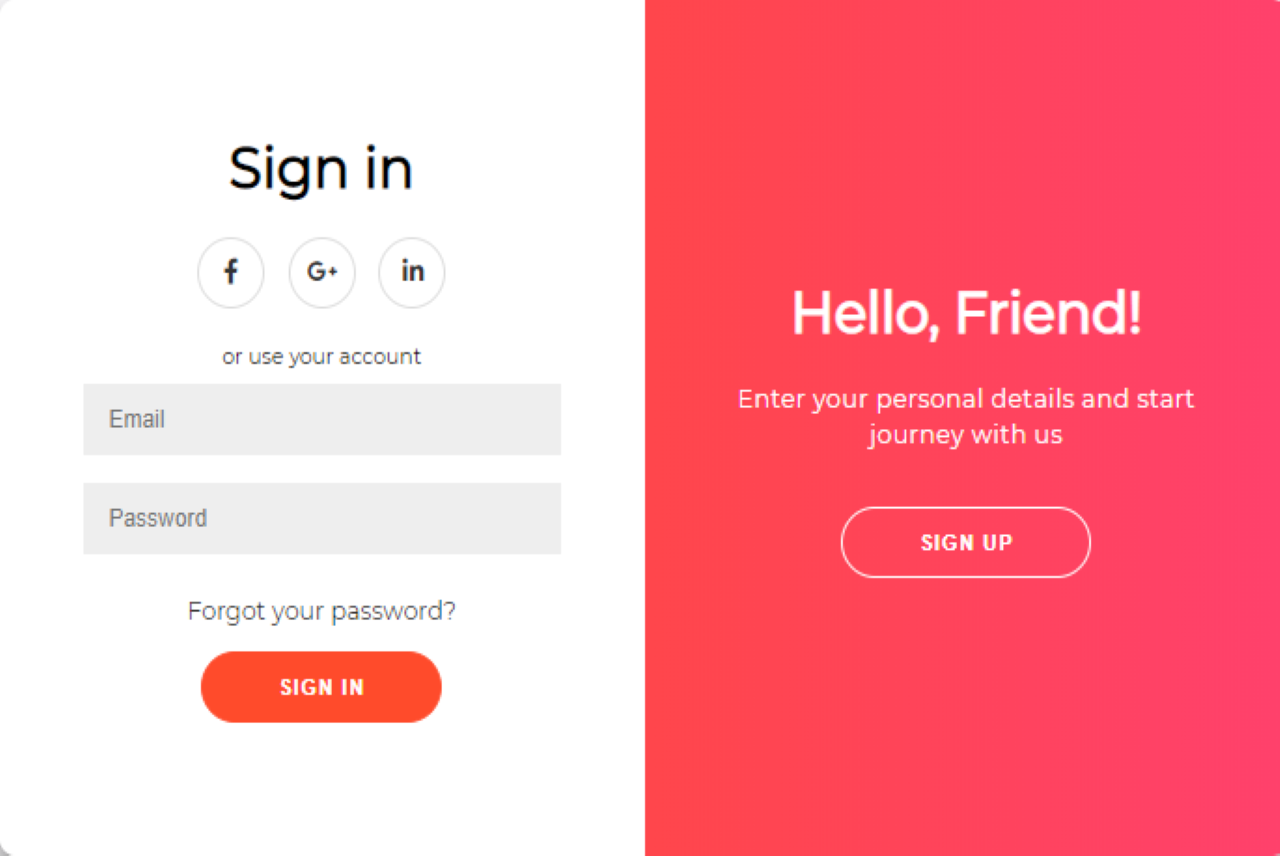 Sign in
f
G+
in
or use your account
Email
Password
Forgot your password?
SIGN IN
Hello, Friend!
Enter your personal details and start
journey with us
SIGN UP